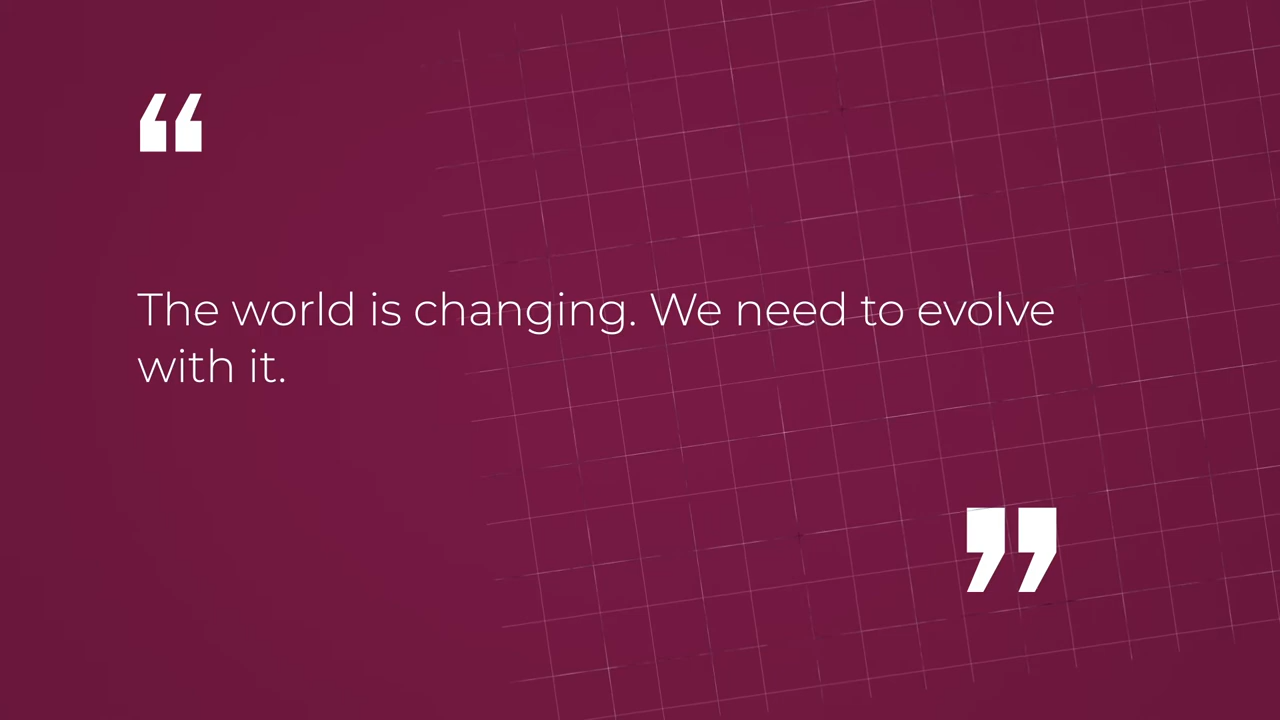 “
The world is changing. We need to evolve
with it.
”